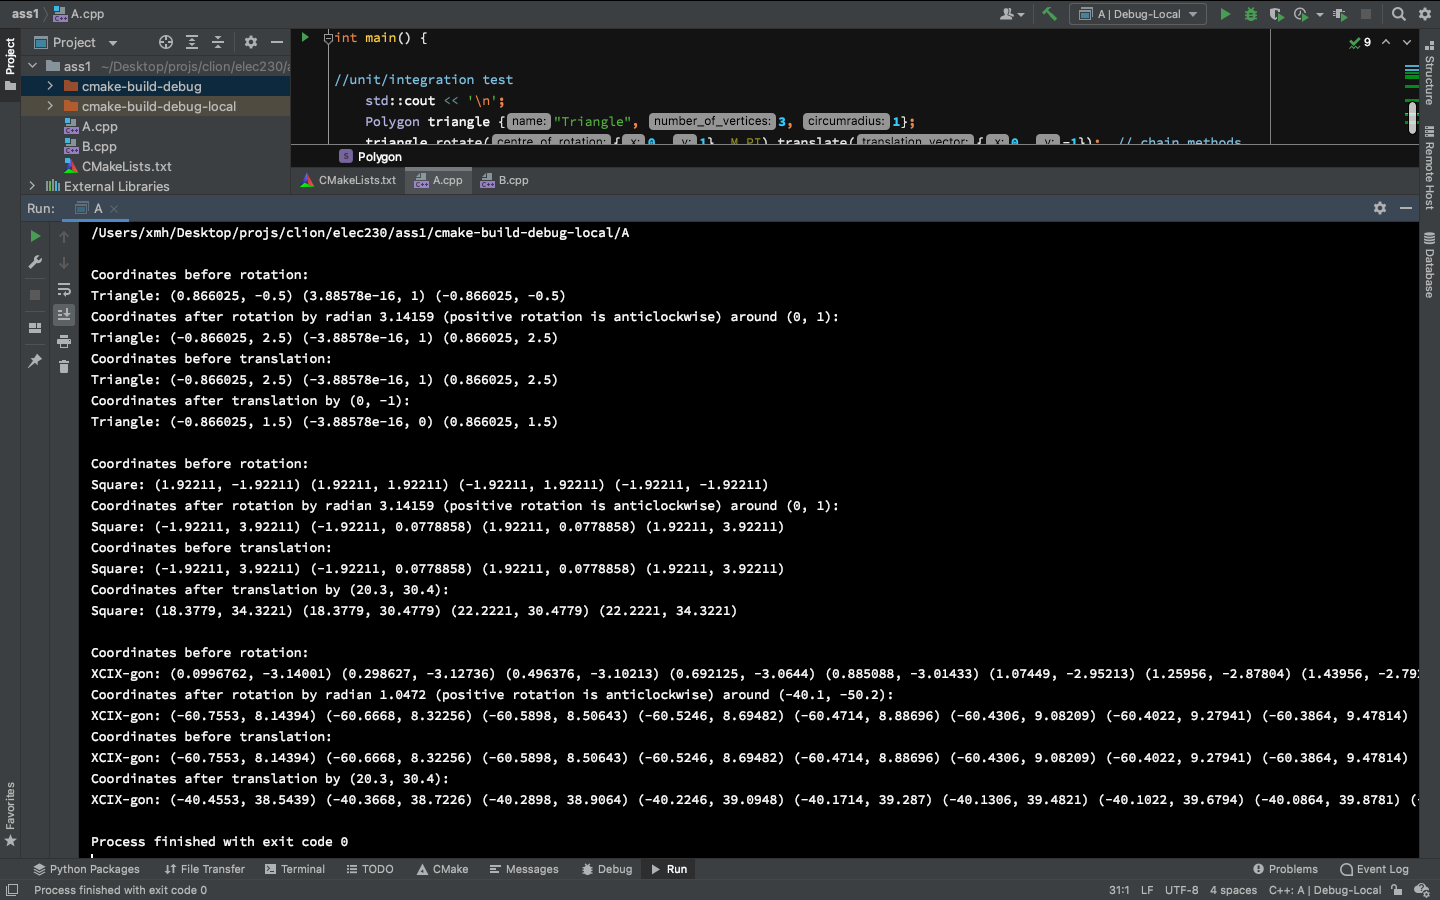 ass1 A.cpp
A | Debug-Local
Project
ass1 ~/Desktop/projs/clion/elec230/
cmake-build-debug
cmake-build-debug-local
A.cpp
B.cpp
CMakeLists.txt
External Libraries
int main() {
9
//unit/integration test
std::cout << '\n';
Polygon triangle {name: "Triangle", number_of_vertices: 3, circumradius: 1};
triangle.rotate(centre_of_rotation: {x: 0, y: 1}, M_PI).translate(translation_vector: {x: 0, y: -1}); // chain methods
Polygon
CMakeLists.txt A.cpp B.cpp
Run: A
/Users/xmh/Desktop/projs/clion/elec230/ass1/cmake-build-debug-local/A
Coordinates before rotation:
Triangle: (0.866025, -0.5) (3.88578e-16, 1) (-0.866025, -0.5)
Coordinates after rotation by radian 3.14159 (positive rotation is anticlockwise) around (0, 1):
Triangle: (-0.866025, 2.5) (-3.88578e-16, 1) (0.866025, 2.5)
Coordinates before translation:
Triangle: (-0.866025, 2.5) (-3.88578e-16, 1) (0.866025, 2.5)
Coordinates after translation by (0, -1):
Triangle: (-0.866025, 1.5) (-3.88578e-16, 0) (0.866025, 1.5)
Coordinates before rotation:
Square: (1.92211, -1.92211) (1.92211, 1.92211) (-1.92211, 1.92211) (-1.92211, -1.92211)
Coordinates after rotation by radian 3.14159 (positive rotation is anticlockwise) around (0, 1):
Square: (-1.92211, 3.92211) (-1.92211, 0.0778858) (1.92211, 0.0778858) (1.92211, 3.92211)
Coordinates before translation:
Square: (-1.92211, 3.92211) (-1.92211, 0.0778858) (1.92211, 0.0778858) (1.92211, 3.92211)
Coordinates after translation by (20.3, 30.4):
Square: (18.3779, 34.3221) (18.3779, 30.4779) (22.2221, 30.4779) (22.2221, 34.3221)
Coordinates before rotation:
XCIX-gon: (0.0996762, -3.14001) (0.298627, -3.12736) (0.496376, -3.10213) (0.692125, -3.0644) (0.885088, -3.01433) (1.07449, -2.95213) (1.25956, -2.87804) (1.43956, -2.79
Coordinates after rotation by radian 1.0472 (positive rotation is anticlockwise) around (-40.1, -50.2):
XCIX-gon: (-60.7553, 8.14394) (-60.6668, 8.32256) (-60.5898, 8.50643) (-60.5246, 8.69482) (-60.4714, 8.88696) (-60.4306, 9.08209) (-60.4022, 9.27941) (-60.3864, 9.47814)
Coordinates before translation:
XCIX-gon: (-60.7553, 8.14394) (-60.6668, 8.32256) (-60.5898, 8.50643) (-60.5246, 8.69482) (-60.4714, 8.88696) (-60.4306, 9.08209) (-60.4022, 9.27941) (-60.3864, 9.47814)
Coordinates after translation by (20.3, 30.4):
XCIX-gon: (-40.4553, 38.5439) (-40.3668, 38.7226) (-40.2898, 38.9064) (-40.2246, 39.0948) (-40.1714, 39.287) (-40.1306, 39.4821) (-40.1022, 39.6794) (-40.0864, 39.8781) (
Process finished with exit code 0
Project
Favorites
Structure
Remote Host
Database
Python Packages File Transfer Terminal TODO CMake Messages Debug Run Problems Event Log
Process finished with exit code 0
31:1 LF UTF-8 4 spaces C++: A | Debug-Local